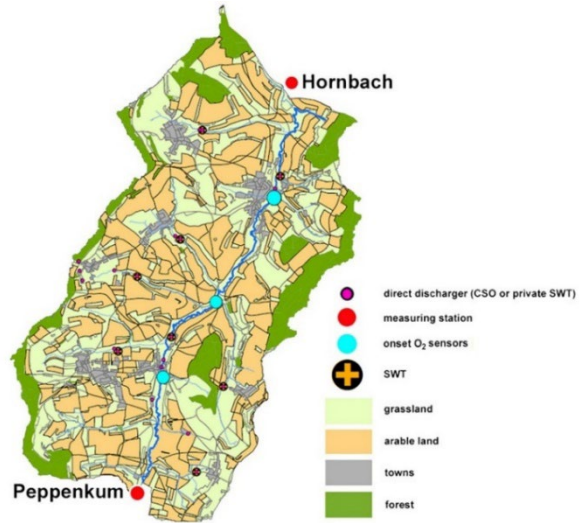 Hornbach
direct discharger (CSO or private SWT)
measuring station
onset O₂ sensors
SWT
grassland
arable land
towns
forest
Peppenkum